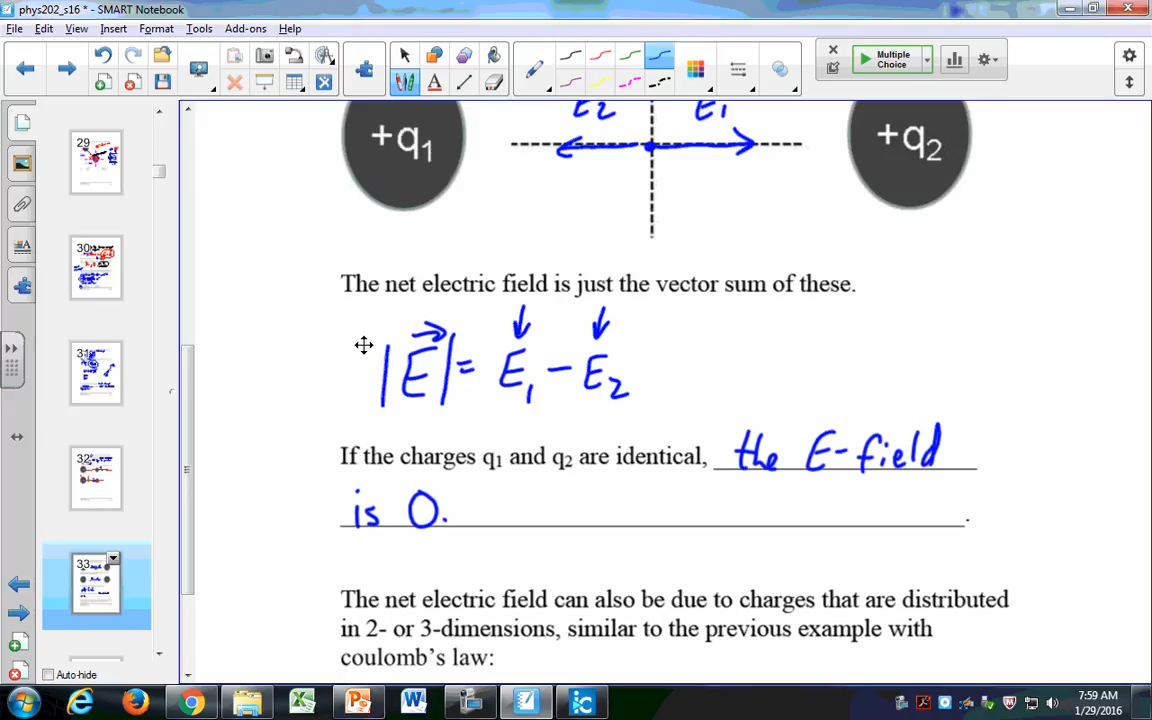 phys202_s16 * - SMART Notebook
File Edit View Insert Format Tools Add-ons Help
Multiple
Choice
29
30
31
32
33
Auto-hide
E2 E1
+q1 +q2
The net electric field is just the vector sum of these.
|E| = E1 - E2
If the charges q1 and q2 are identical, the E-field
is 0.
The net electric field can also be due to charges that are distributed
in 2- or 3-dimensions, similar to the previous example with
coulomb's law:
7:59 AM
1/29/2016